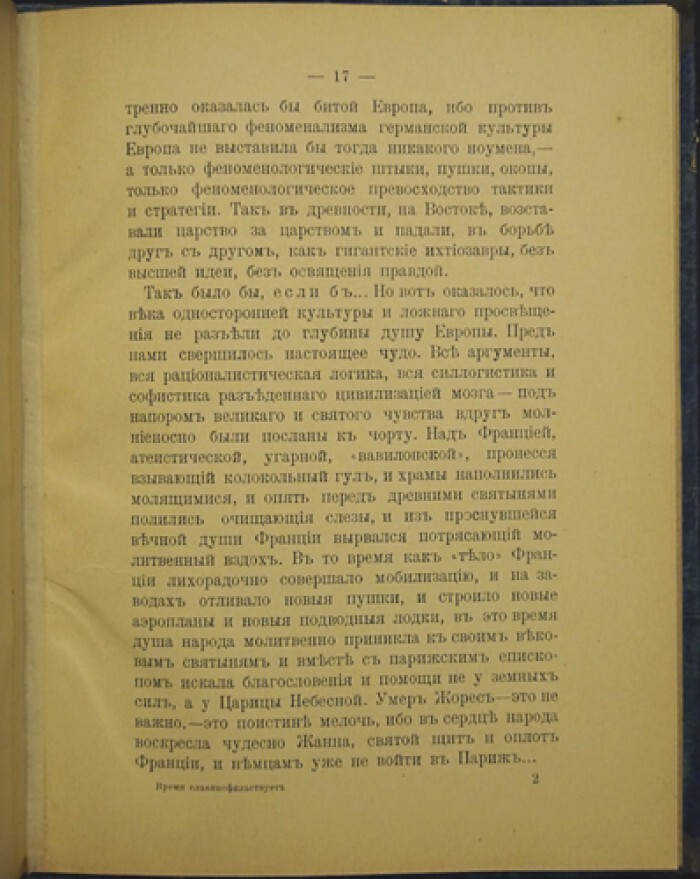 — 17 —
тренно оказалась бы битой Европа, ибо противъ
глубочайшаго феноменализма германской культуры
Европа не выставила бы тогда никакого ноумена,—
а только феноменологическіе штыки, пушки, окопы,
только феноменологическое превосходство тактики
и стратегіи. Такъ въ древности, на Востокѣ, возста-
вали царство за царствомъ и падали, въ борьбѣ
другъ съ другомъ, какъ гигантскіе ихтіозавры, безъ
высшей идеи, безъ освященія правдой.
Такъ было бы, если бъ... Но вотъ оказалось, что
вѣка односторонней культуры и ложнаго просвѣще-
нія не разъѣли до глубины душу Европы. Предъ
нами свершилось настоящее чудо. Всѣ аргументы,
вся раціоналистическая логика, вся силлогистика и
софистика разъѣденнаго цивилизаціей мозга — подъ
напоромъ великаго и святого чувства вдругъ мол-
ніеносно были посланы къ чорту. Надъ Франціей,
атеистической, угарной, «вавилонской», пронесся
взывающій колокольный гулъ, и храмы наполнились
молящимися, и опять передъ древними святынями
полились очищающія слезы, и изъ проснувшейся
вѣчной души Франціи вырвался потрясающій мо-
литвенный вздохъ. Въ то время какъ «тѣло» Фран-
ціи лихорадочно совершало мобилизацію, и на за-
водахъ отливало новыя пушки, и строило новые
аэропланы и новыя подводныя лодки, въ это время
душа народа молитвенно приникла къ своимъ вѣко-
вымъ святынямъ и вмѣстѣ съ парижскимъ еписко-
помъ искала благословенія и помощи не у земныхъ
силъ, а у Царицы Небесной. Умеръ Жоресъ—это не
важно,—это поистинѣ мелочь, ибо въ сердцѣ народа
воскресла чудесно Жанна, святой щитъ и оплотъ
Франціи, и нѣмцамъ уже не войти въ Парижъ...
Время славянофильствуетъ
2